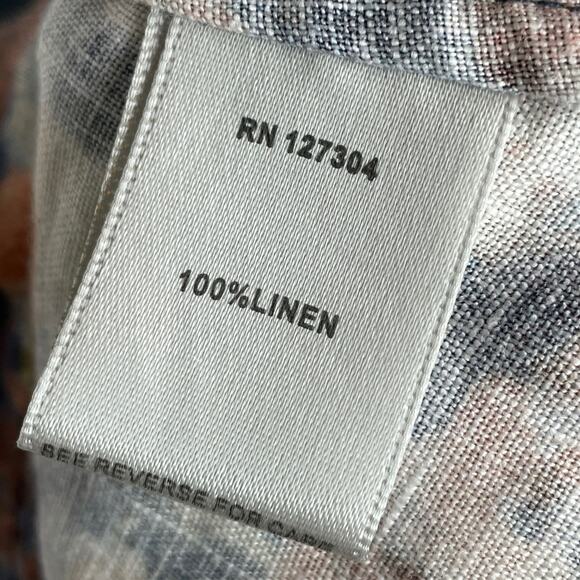 RN 127304
100%LINEN
SEE REVERSE FOR CARE